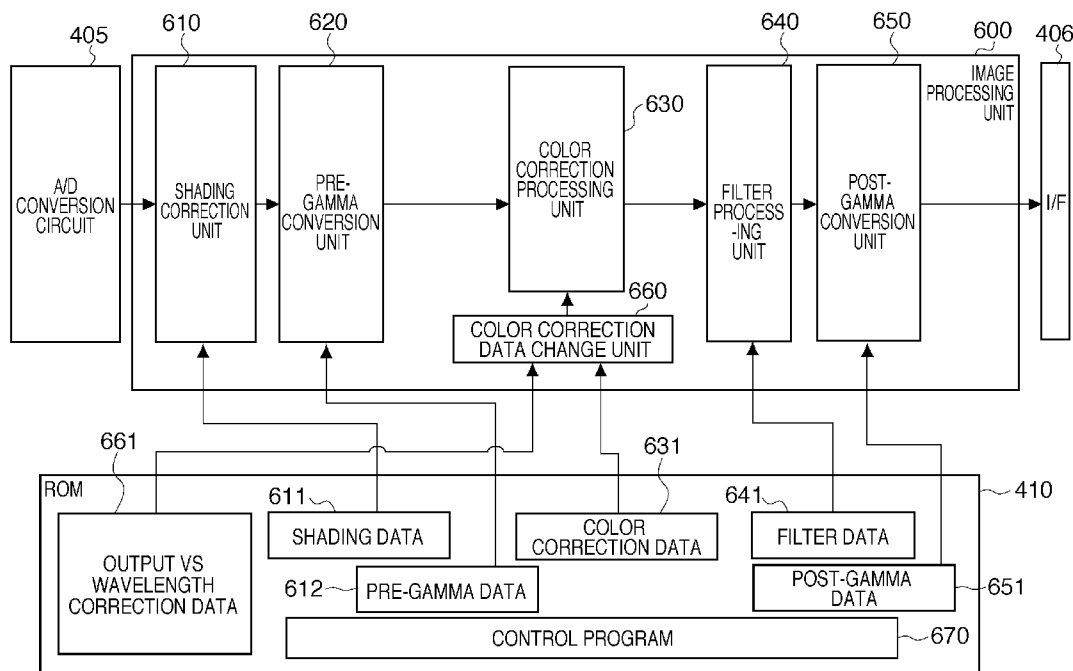 405
610
620
640
650
600
406
A/D
CONVERSION
CIRCUIT
SHADING
CORRECTION
UNIT
PRE-
GAMMA
CONVERSION
UNIT
630
COLOR
CORRECTION
PROCESSING
UNIT
FILTER
PROCESS
-ING
UNIT
POST-
GAMMA
CONVERSION
UNIT
IMAGE
PROCESSING
UNIT
I/F
660
COLOR CORRECTION
DATA CHANGE UNIT
ROM
410
661
OUTPUT VS
WAVELENGTH
CORRECTION DATA
611
SHADING DATA
631
COLOR
CORRECTION DATA
641
FILTER DATA
612
PRE-GAMMA DATA
POST-GAMMA
DATA
651
CONTROL PROGRAM
670